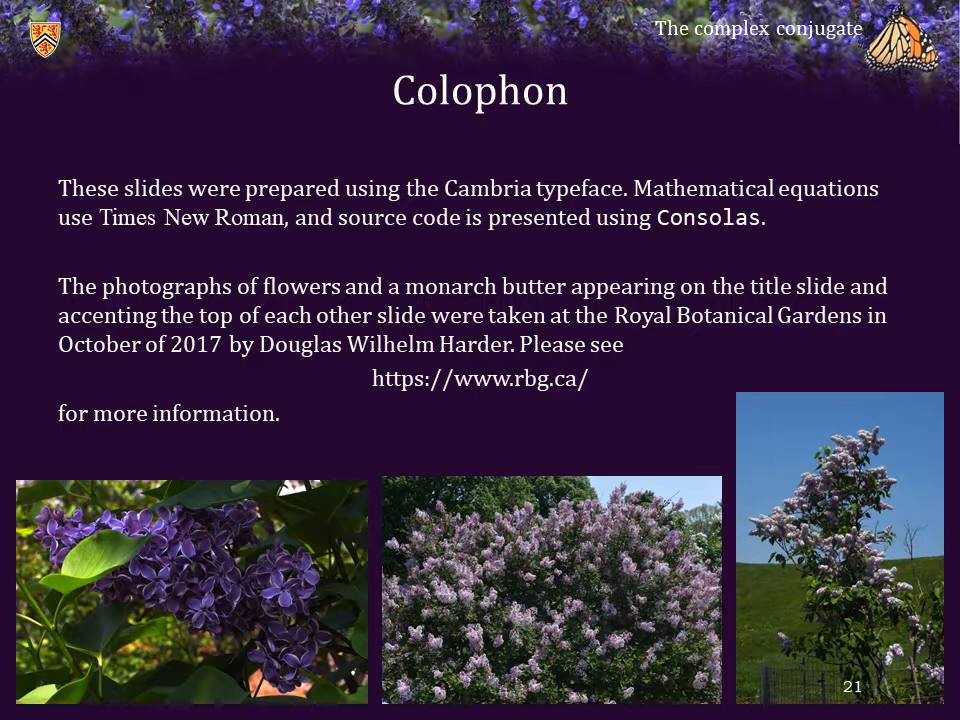 The complex conjugate
Colophon
These slides were prepared using the Cambria typeface. Mathematical equations
use Times New Roman, and source code is presented using Consolas.
The photographs of flowers and a monarch butter appearing on the title slide and
accenting the top of each other slide were taken at the Royal Botanical Gardens in
October of 2017 by Douglas Wilhelm Harder. Please see
https://www.rbg.ca/
for more information.
21